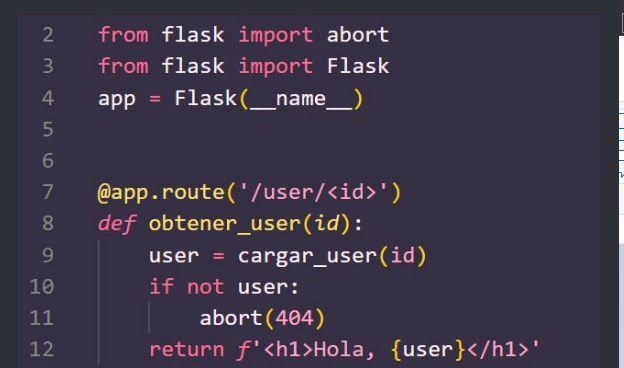 2 from flask import abort
3 from flask import Flask
4 app = Flask(__name__)
5
6
7 @app.route('/user/<id>')
8 def obtener_user(id):
9     user = cargar_user(id)
10     if not user:
11         abort(404)
12     return f'<h1>Hola, {user}</h1>'